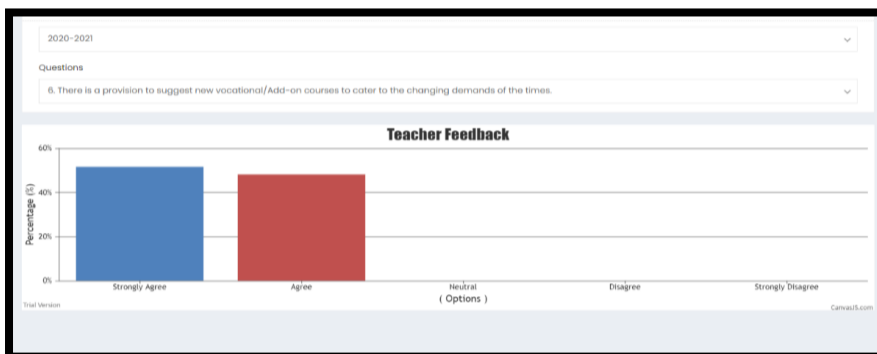 2020-2021
Questions
6. There is a provision to suggest new vocational/Add-on courses to cater to the changing demands of the times.
Teacher Feedback
60%
40%
20%
0%
Percentage (%)
Strongly Agree Agree Neutral Disagree Strongly Disagree
( Options )
Trial Version CanvasJS.com